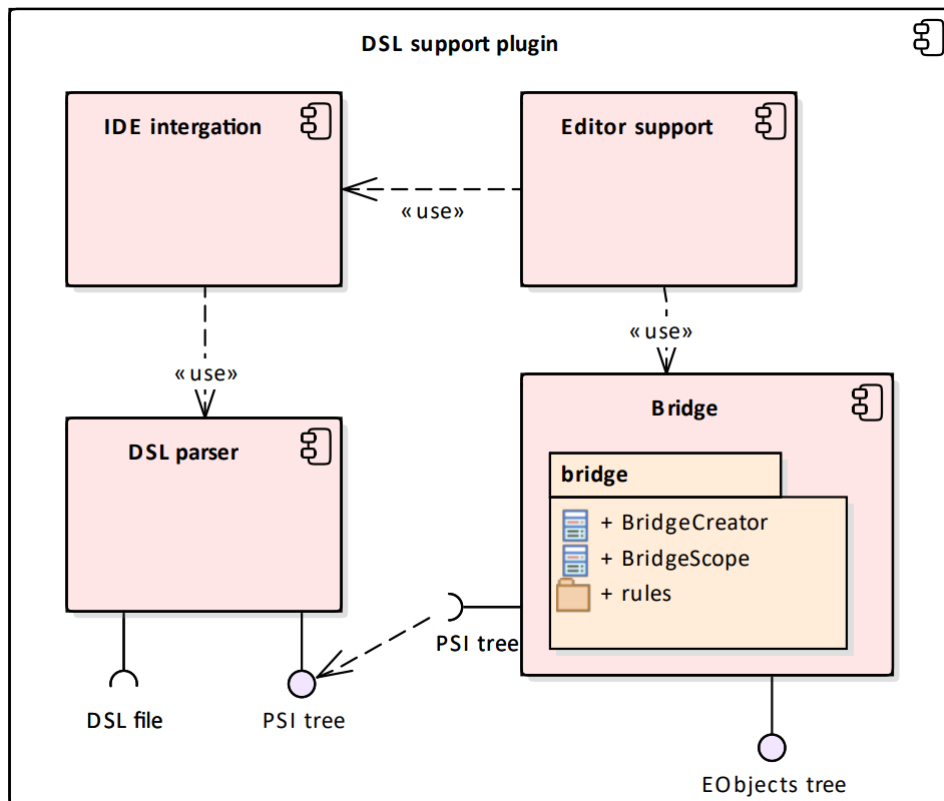 DSL support plugin
IDE intergation
Editor support
«use»
«use»
«use»
DSL parser
Bridge
bridge
+ BridgeCreator
+ BridgeScope
+ rules
PSI tree
DSL file
PSI tree
EObjects tree